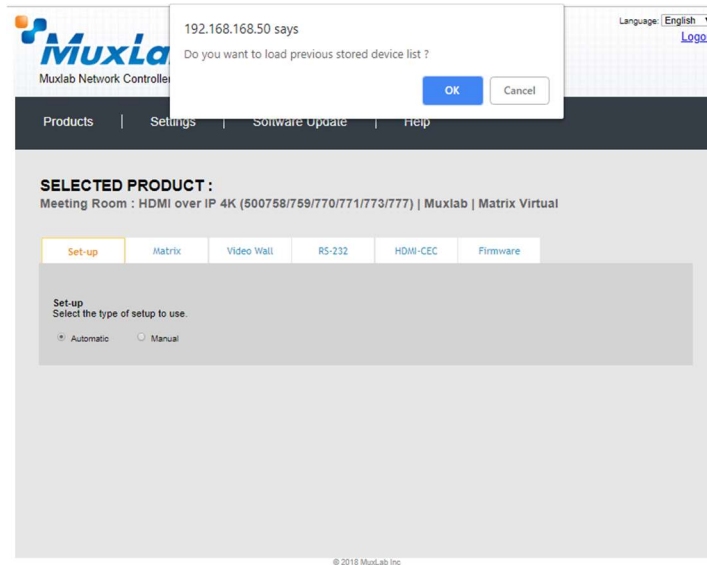 192.168.168.50 says
Do you want to load previous stored device list ?
OK Cancel
Language: English
Logo
MuxLa
Muxlab Network Controller
Products | Settings | Software Update | Help
SELECTED PRODUCT :
Meeting Room : HDMI over IP 4K (500758/759/770/771/773/777) | Muxlab | Matrix Virtual
Set-up Matrix Video Wall RS-232 HDMI-CEC Firmware
Set-up
Select the type of setup to use.
Automatic Manual
© 2018 MuxLab Inc